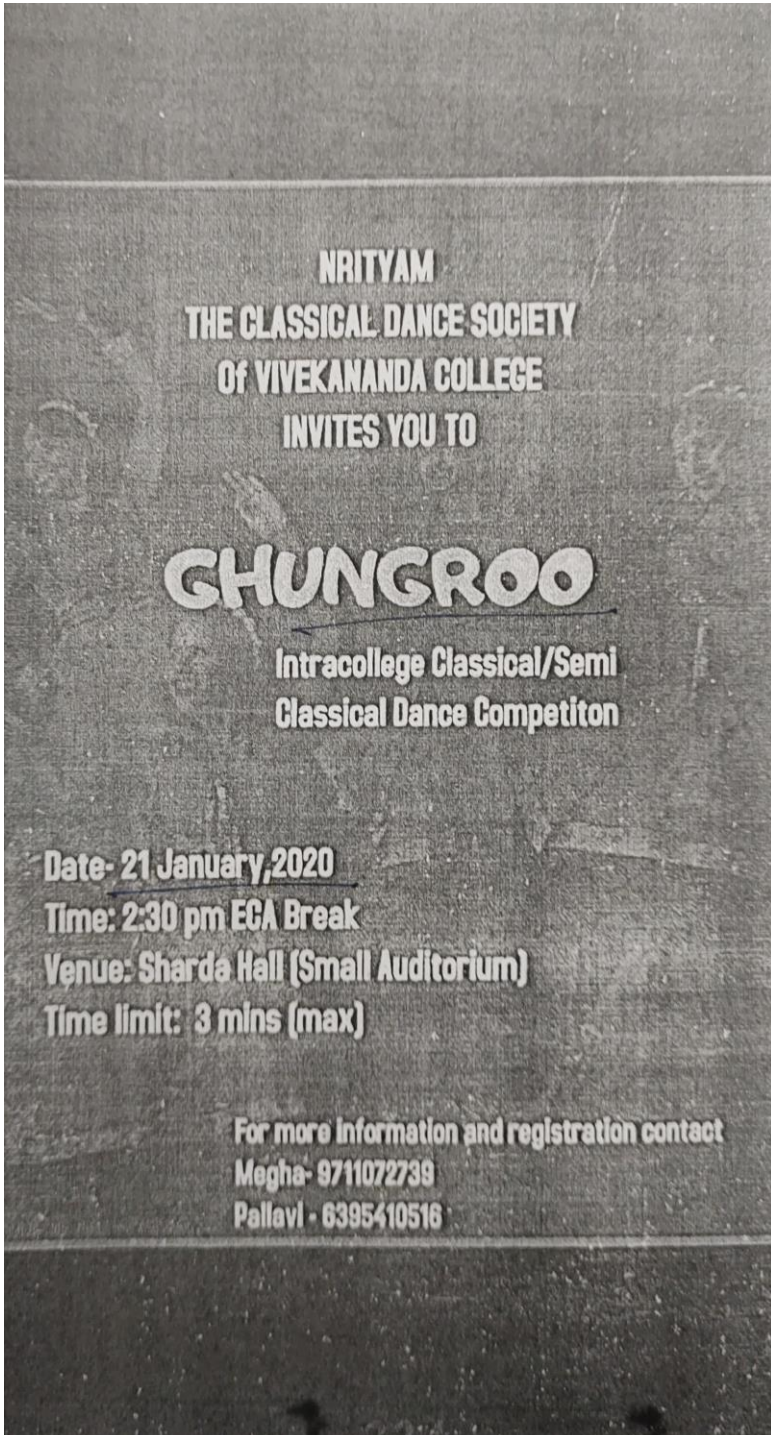 NRITYAM
THE CLASSICAL DANCE SOCIETY
Of VIVEKANANDA COLLEGE
INVITES YOU TO
GHUNGROO
Intracollege Classical/Semi
Classical Dance Competiton
Date- 21 January,2020
Time: 2:30 pm ECA Break
Venue: Sharda Hall (Small Auditorium)
Time limit: 3 mins (max)
For more information and registration contact
Megha- 9711072739
Pallavi - 6395410516